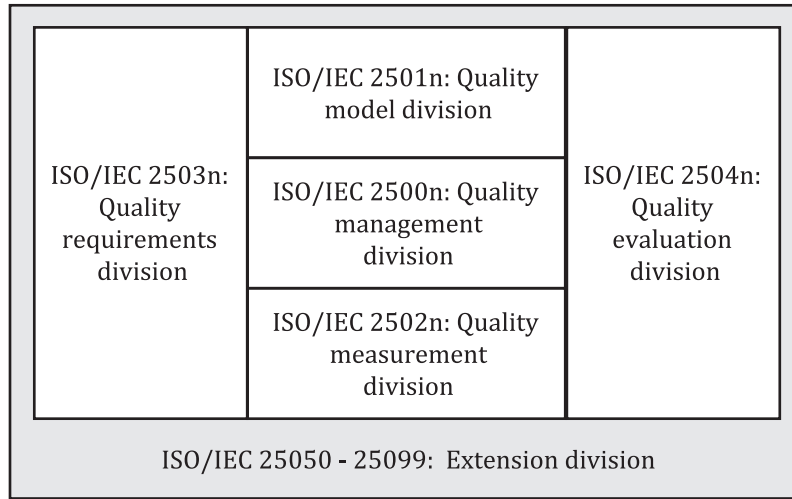 ISO/IEC 2503n:
Quality
requirements
division
ISO/IEC 2501n: Quality
model division
ISO/IEC 2500n: Quality
management
division
ISO/IEC 2502n: Quality
measurement
division
ISO/IEC 2504n:
Quality
evaluation
division
ISO/IEC 25050 - 25099: Extension division